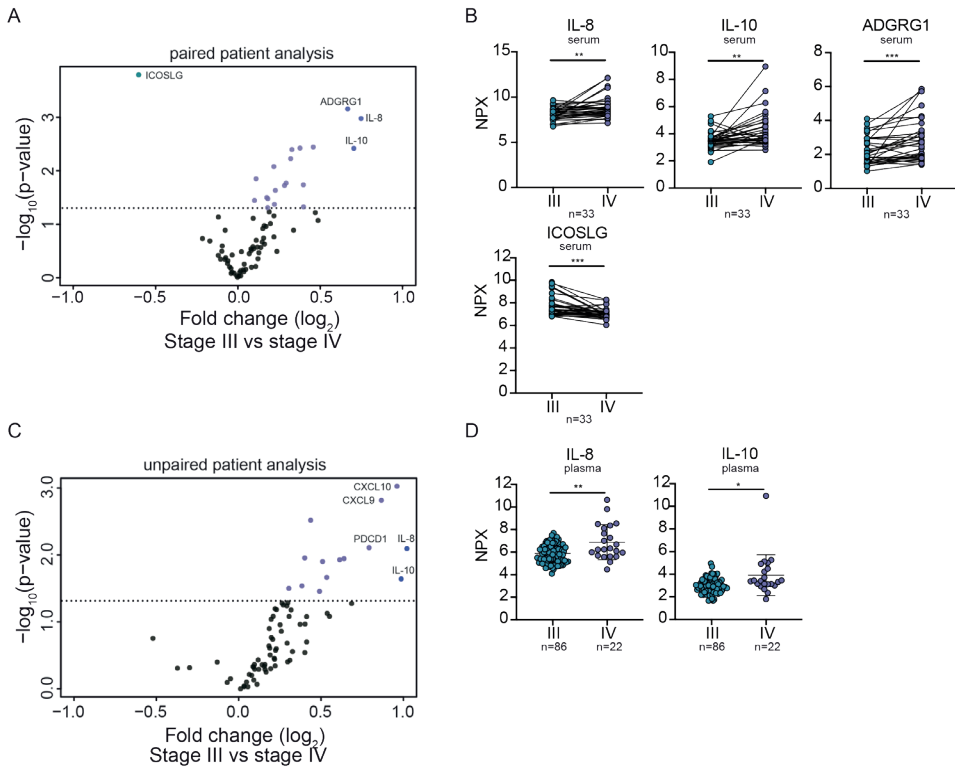 A
paired patient analysis
ICOSLG
ADGRG1
IL-8
IL-10
−log10(p-value)
3
2
1
0
−1.0
−0.5
0.0
0.5
1.0
Fold change (log2)
Stage III vs stage IV
B
IL-8
serum
**
NPX
15
10
5
0
III
IV
n=33
IL-10
serum
**
10
8
6
4
2
0
III
IV
n=33
ADGRG1
serum
***
8
6
4
2
0
III
IV
n=33
ICOSLG
serum
***
NPX
12
10
8
6
4
2
0
III
IV
n=33
C
unpaired patient analysis
CXCL10
CXCL9
PDCD1
IL-8
IL-10
−log10(p-value)
3.0
2.0
1.0
0.0
−1.0
−0.5
0.0
0.5
1.0
Fold change (log2)
Stage III vs stage IV
D
IL-8
plasma
**
NPX
12
10
8
6
4
2
0
III
IV
n=86
n=22
IL-10
plasma
*
12
10
8
6
4
2
0
III
IV
n=86
n=22